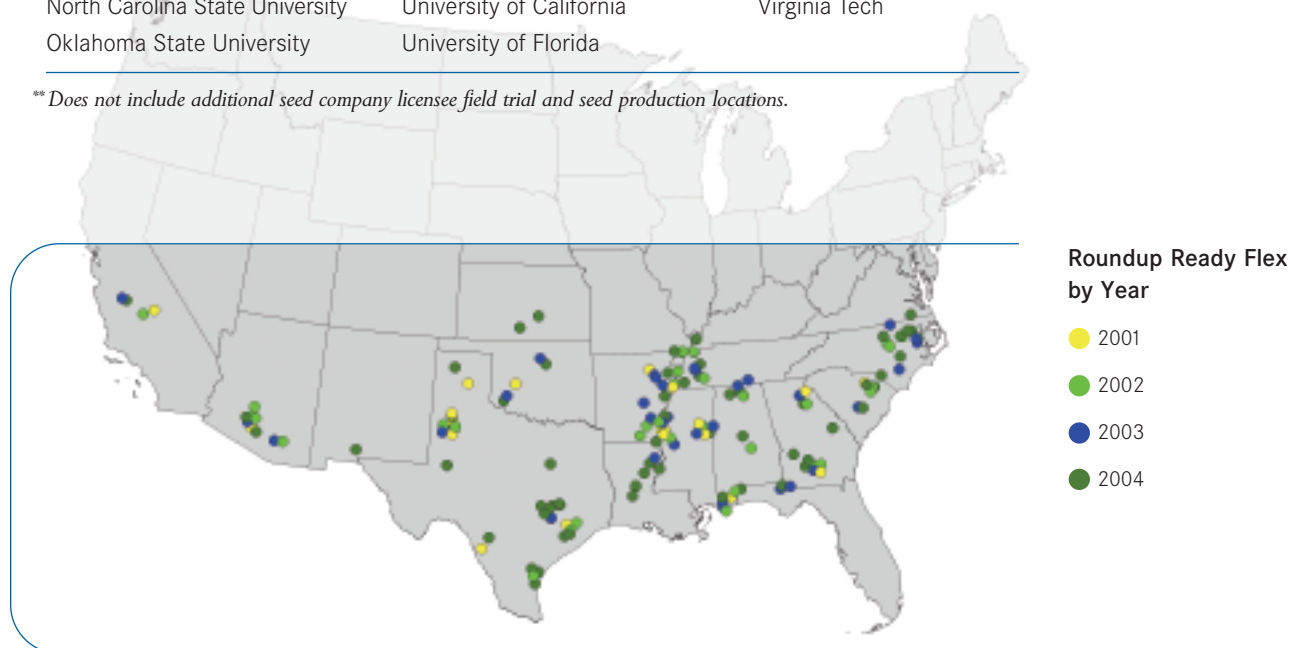 North Carolina State University University of California Virginia Tech
Oklahoma State University University of Florida
**Does not include additional seed company licensee field trial and seed production locations.
Roundup Ready Flex
by Year
2001
2002
2003
2004